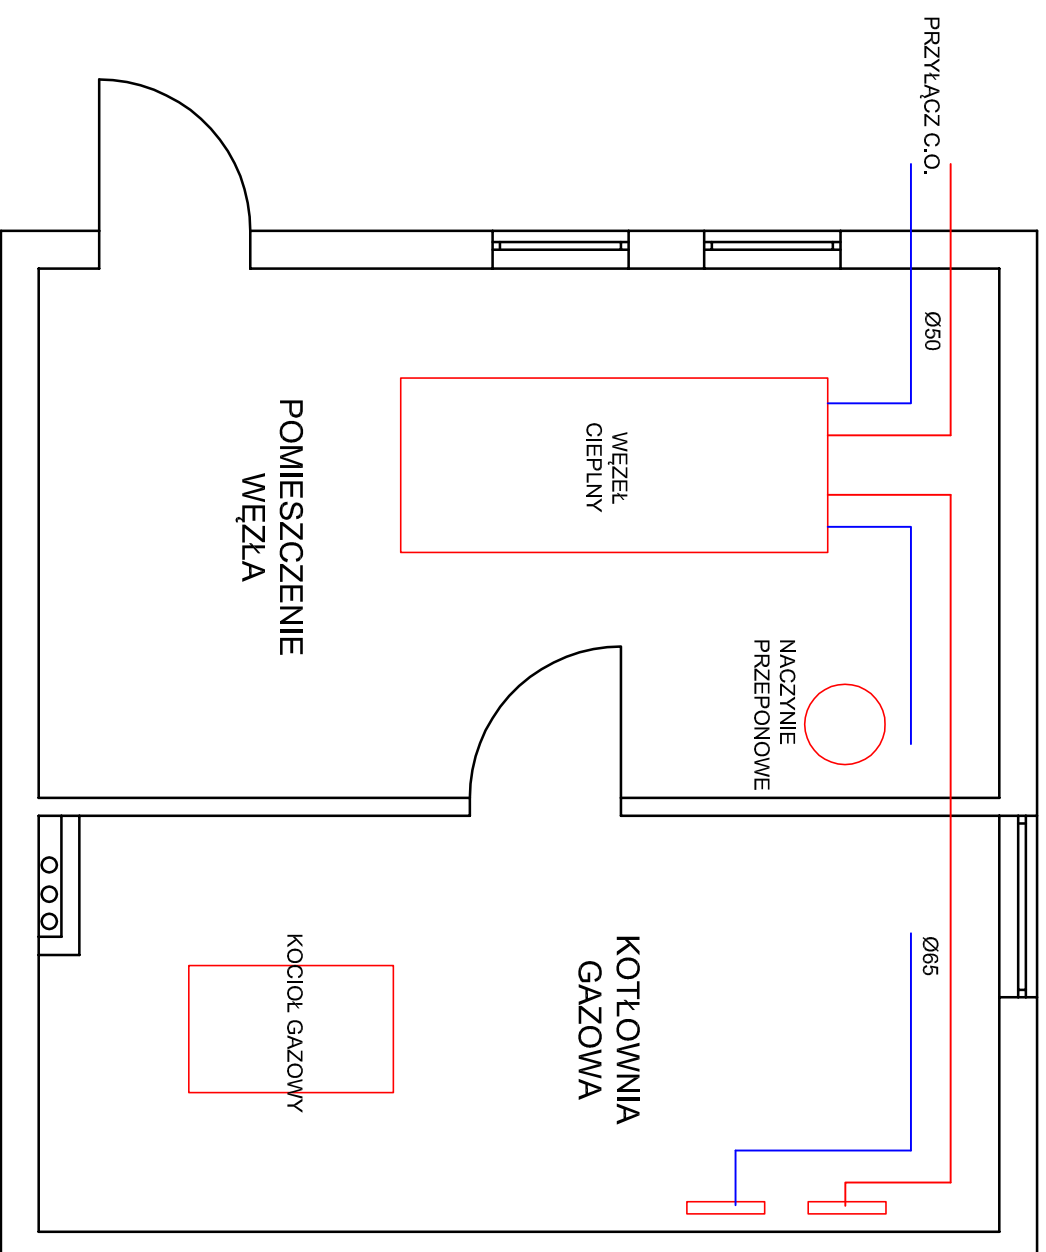 PRZYŁĄCZ C.O.
Ø50
WĘZEŁ
CIEPLNY
POMIESZCZENIE
WĘZŁA
NACZYNIE
PRZEPONOWE
Ø65
KOTŁOWNIA
GAZOWA
KOCIOŁ GAZOWY